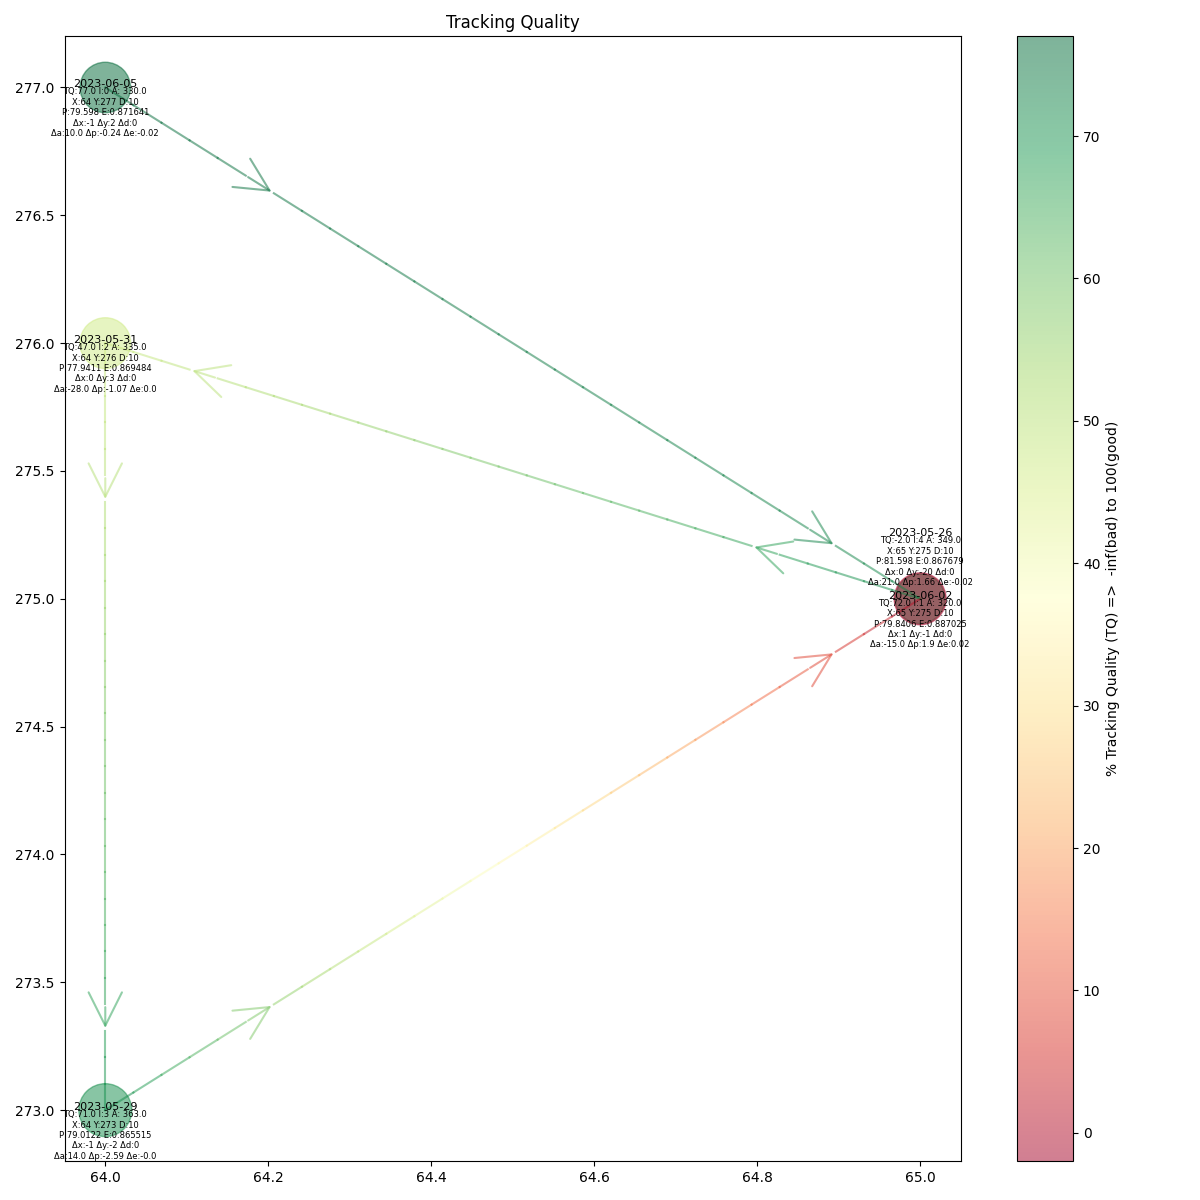 Tracking Quality
277.0
276.5
276.0
275.5
275.0
274.5
274.0
273.5
273.0
64.0
64.2
64.4
64.6
64.8
65.0
2023-06-05
TQ:77.0 I:0 A: 330.0
X:64 Y:277 D:10
P:79.598 E:0.871641
Δx:-1 Δy:2 Δd:0
Δa:10.0 Δp:-0.24 Δe:-0.02
2023-05-31
TQ:47.0 I:2 A: 335.0
X:64 Y:276 D:10
P:77.9411 E:0.869484
Δx:0 Δy:3 Δd:0
Δa:-28.0 Δp:-1.07 Δe:0.0
2023-05-26
TQ:-2.0 I:4 A: 349.0
X:65 Y:275 D:10
P:81.598 E:0.867679
Δx:0 Δy:-20 Δd:0
Δa:21.0 Δp:1.66 Δe:-0.02
2023-06-02
TQ:72.0 I:1 A: 320.0
X:65 Y:275 D:10
P:79.8406 E:0.887025
Δx:1 Δy:-1 Δd:0
Δa:-15.0 Δp:1.9 Δe:0.02
2023-05-29
TQ:71.0 I:3 A: 363.0
X:64 Y:273 D:10
P:79.0122 E:0.865515
Δx:-1 Δy:-2 Δd:0
Δa:14.0 Δp:-2.59 Δe:-0.0
70
60
50
40
30
20
10
0
% Tracking Quality (TQ) => -inf(bad) to 100(good)